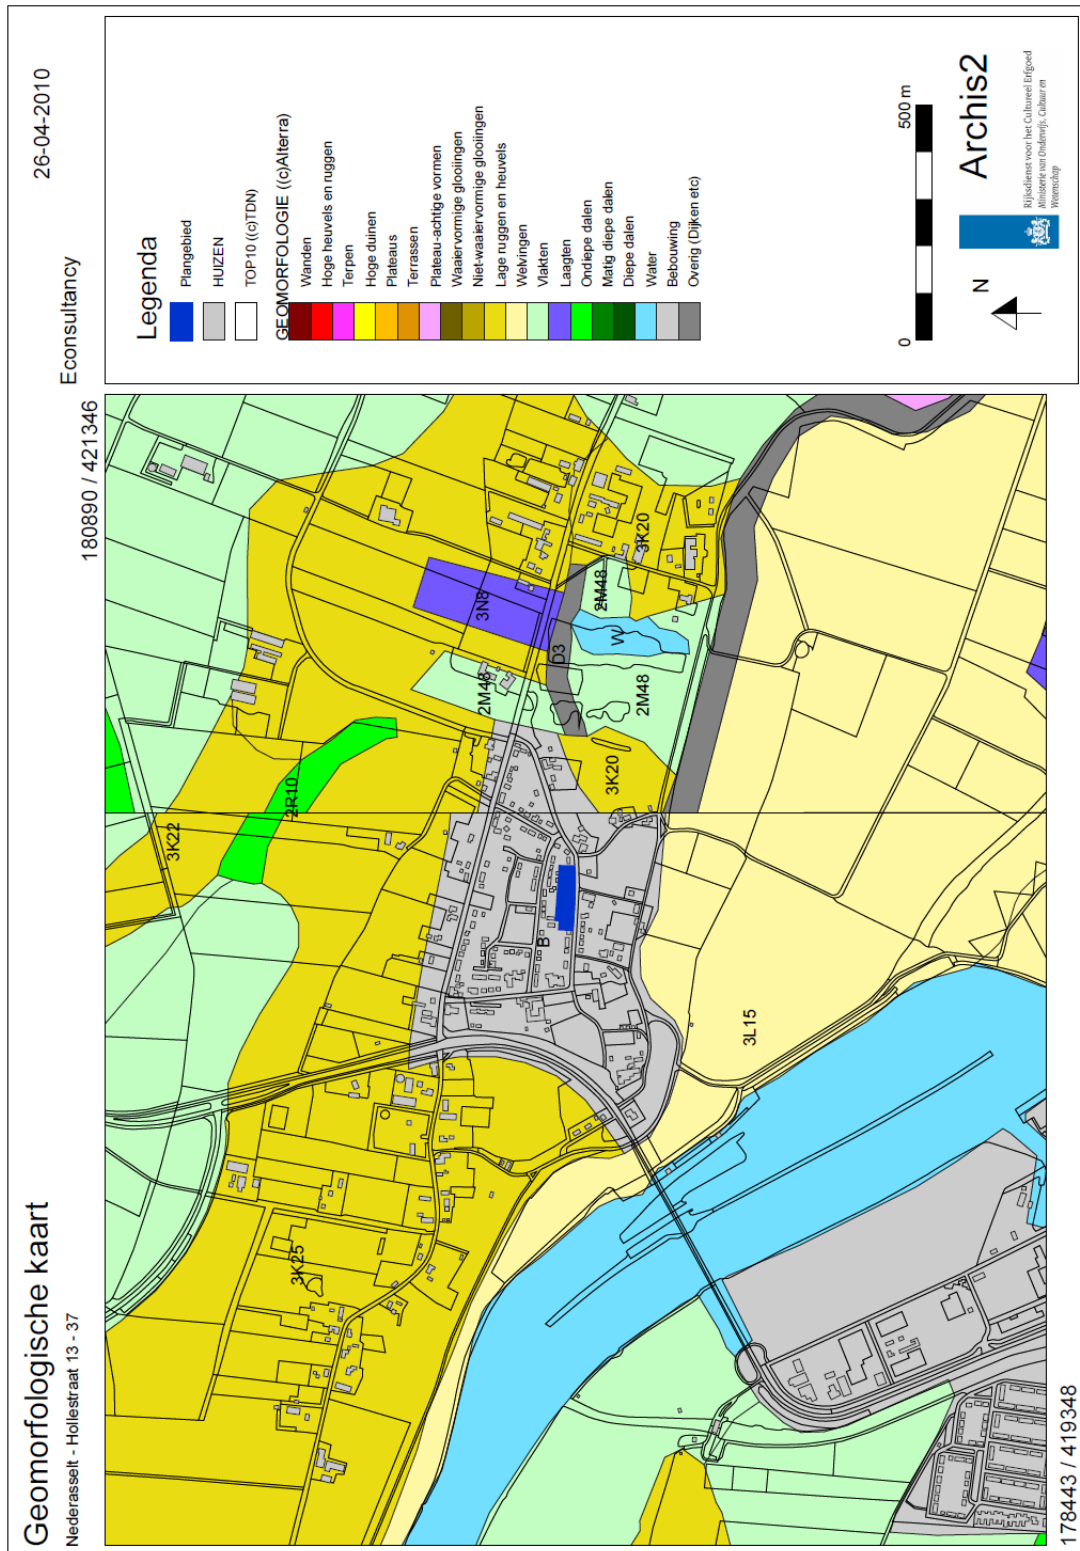 Geomorfologische kaart
Nederrasselt - Hollestraat 13 - 37
Econsultancy
26-04-2010
180890 / 421346
178443 / 419348
3K25
3K22
2R10
3N8
2M48
D3
2M48
W
2M48
3K20
3K20
B
3L15
Legenda
Plangebied
HUIZEN
TOP10 ((c)TDN)
GEOMORFOLOGIE ((c)Alterra)
Wanden
Hoge heuvels en ruggen
Terpen
Hoge duinen
Plateaus
Terrassen
Plateau-achtige vormen
Waaiervormige glooiingen
Niet-waaiervormige glooiingen
Lage ruggen en heuvels
Welvingen
Vlakten
Laagten
Ondiepe dalen
Matig diepe dalen
Diepe dalen
Water
Bebouwing
Overig (Dijken etc)
0
500 m
N
Archis2
Rijksdienst voor het Cultureel Erfgoed
Ministerie van Onderwijs, Cultuur en
Wetenschap